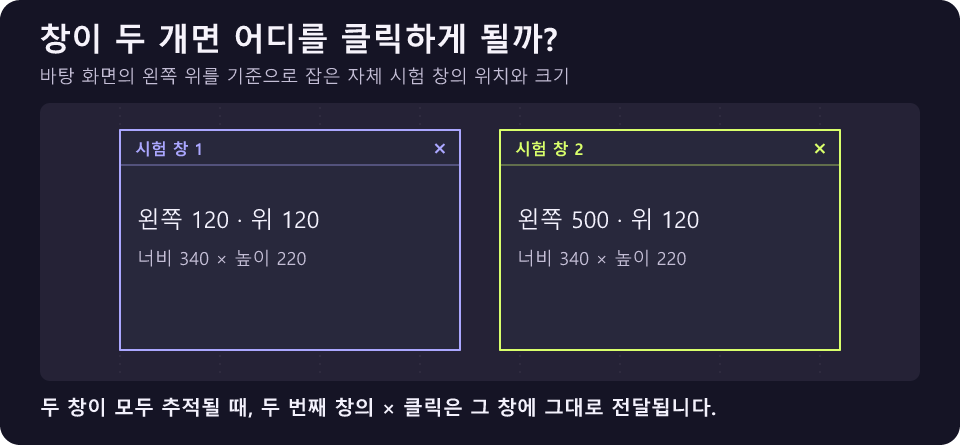 창이 두 개면 어디를 클릭하게 될까?
바탕 화면의 왼쪽 위를 기준으로 잡은 자체 시험 창의 위치와 크기
시험 창 1 ×
왼쪽 120 · 위 120
너비 340 × 높이 220
시험 창 2 ×
왼쪽 500 · 위 120
너비 340 × 높이 220
두 창이 모두 추적될 때, 두 번째 창의 × 클릭은 그 창에 그대로 전달됩니다.